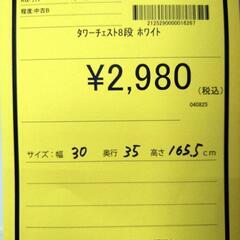 程度:中古B
2125290000016267
タワーチェスト8段 ホワイト
¥2,980 (税込)
040825
サイズ:幅 30 奥行 35 高さ 165.5 cm